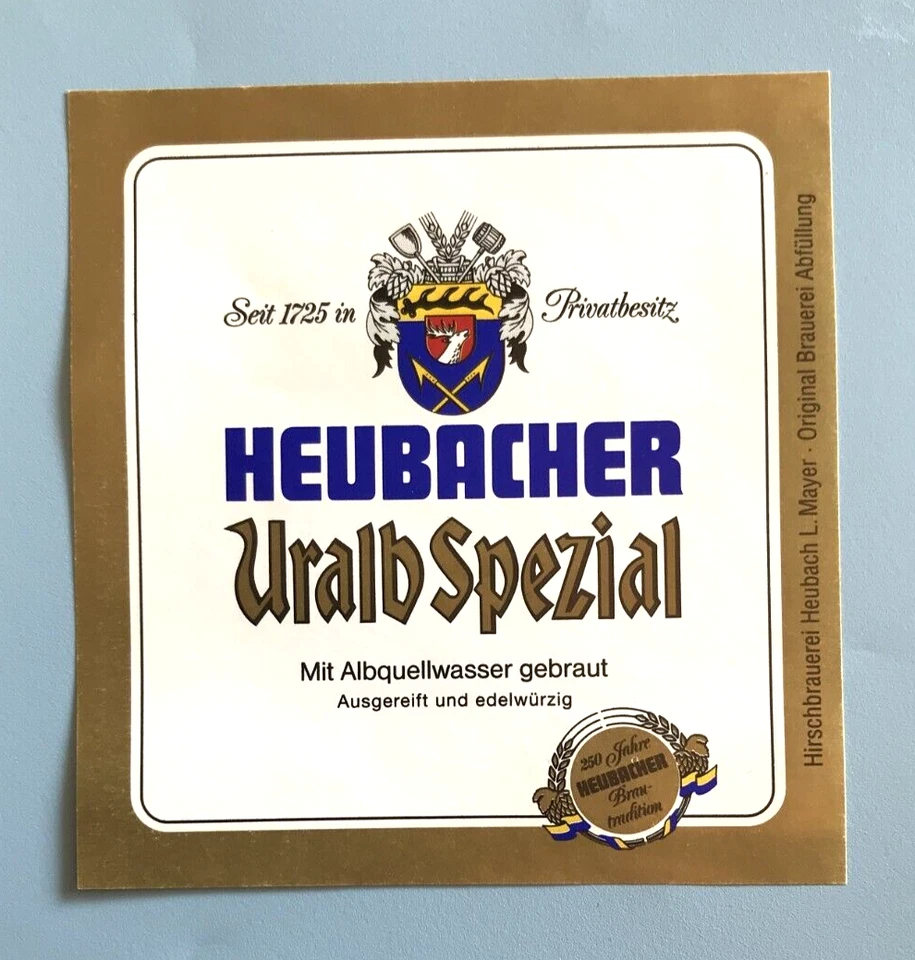 Seit 1725 in Privatbesitz
HEUBACHER
Uralb Spezial
Mit Albquellwasser gebraut
Ausgereift und edelwürzig
250 Jahre
HEUBACHER
Brau-
tradition
Hirschbrauerei Heubach L. Mayer · Original Brauerei Abfüllung